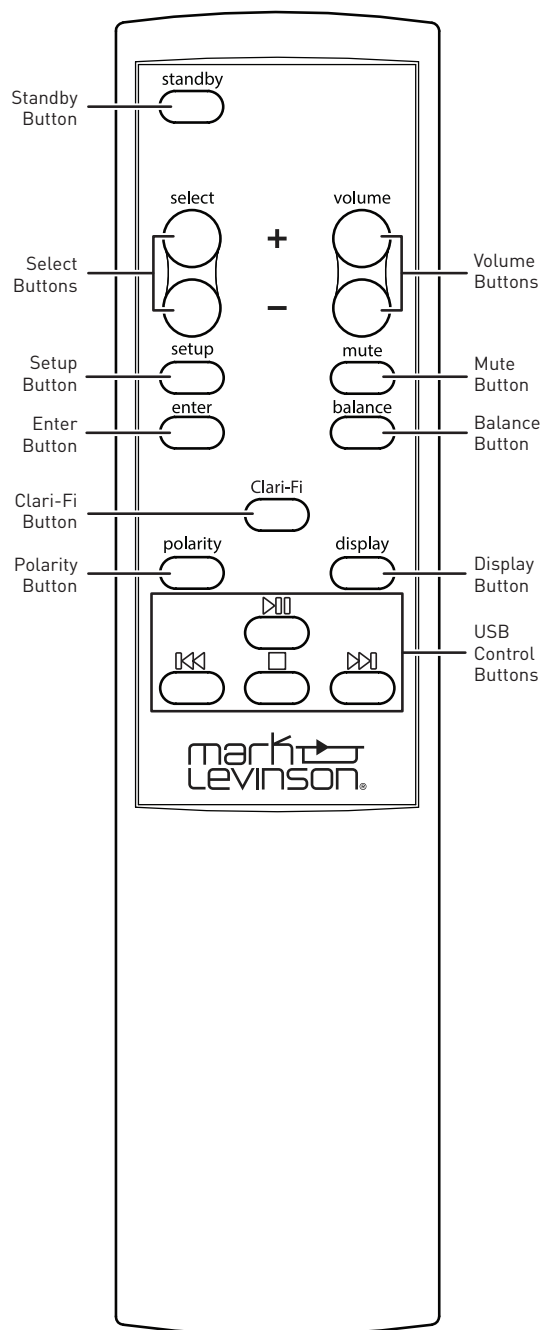 standby
Standby
Button
select
volume
+
Select
Buttons
Volume
Buttons
−
setup
mute
Setup
Button
Mute
Button
enter
balance
Enter
Button
Balance
Button
Clari-Fi
Clari-Fi
Button
polarity
display
Polarity
Button
Display
Button
USB
Control
Buttons
mark
Levinson®